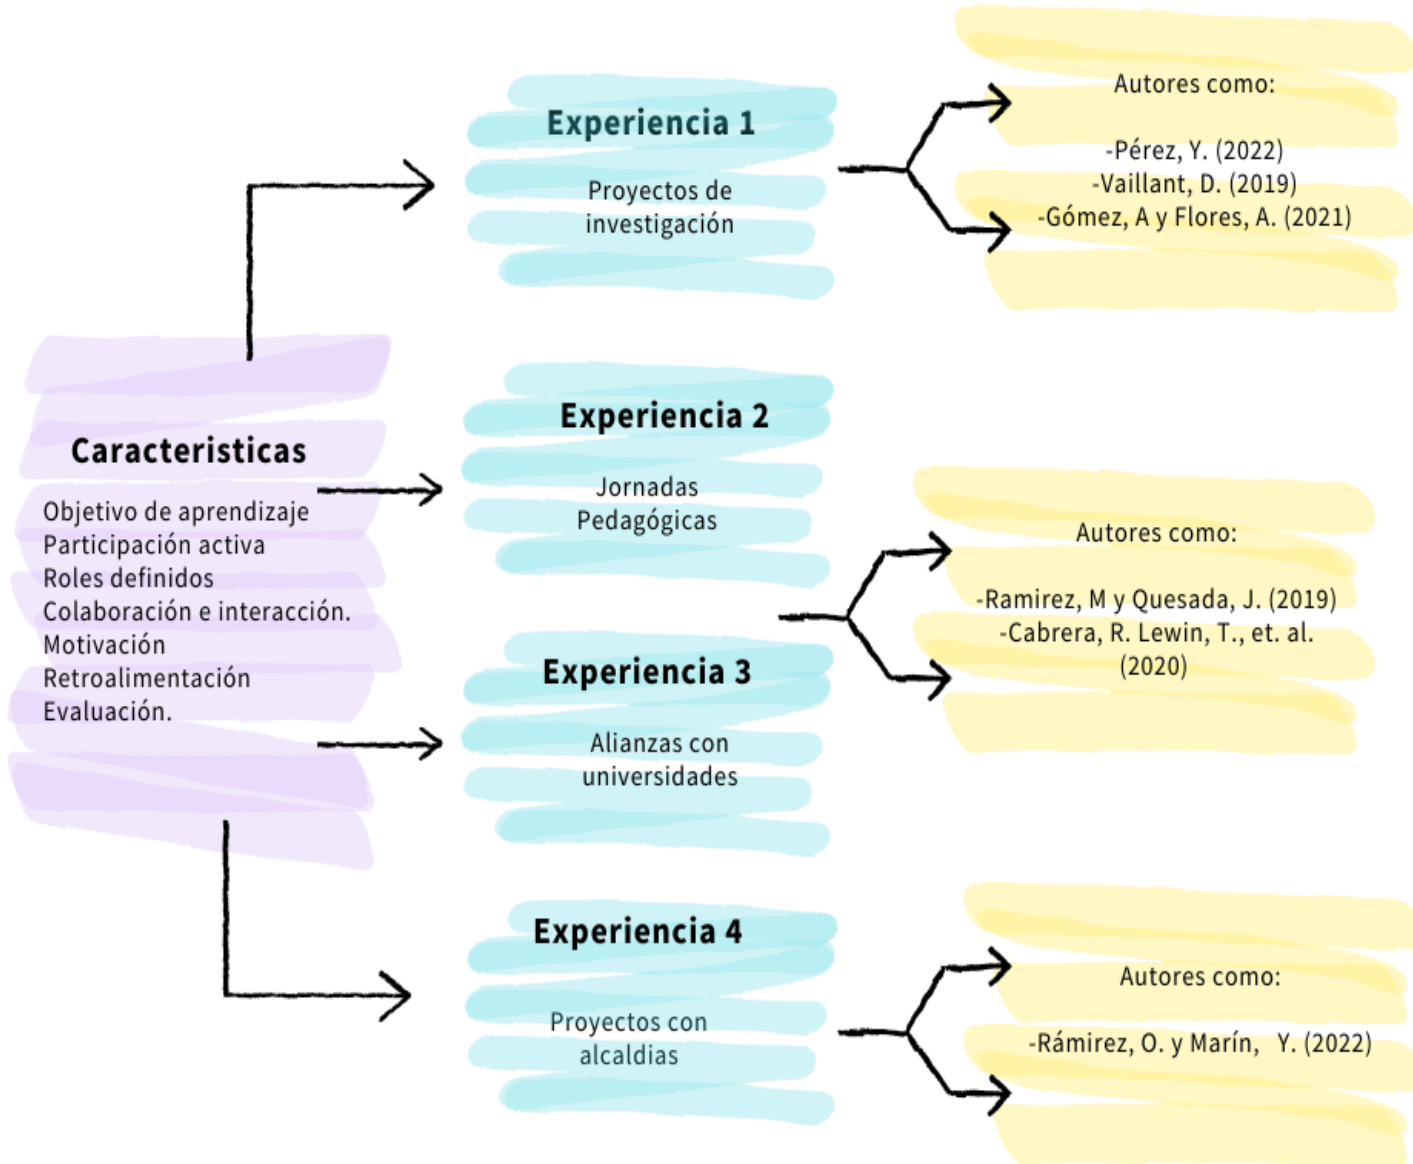 Caracteristicas
Objetivo de aprendizaje
Participación activa
Roles definidos
Colaboración e interacción.
Motivación
Retroalimentación
Evaluación.
Experiencia 1
Proyectos de
investigación
Autores como:
-Pérez, Y. (2022)
-Vaillant, D. (2019)
-Gómez, A y Flores, A. (2021)
Experiencia 2
Jornadas
Pedagógicas
Experiencia 3
Alianzas con
universidades
Autores como:
-Ramirez, M y Quesada, J. (2019)
-Cabrera, R. Lewin, T., et. al.
(2020)
Experiencia 4
Proyectos con
alcaldias
Autores como:
-Rámirez, O. y Marín, Y. (2022)